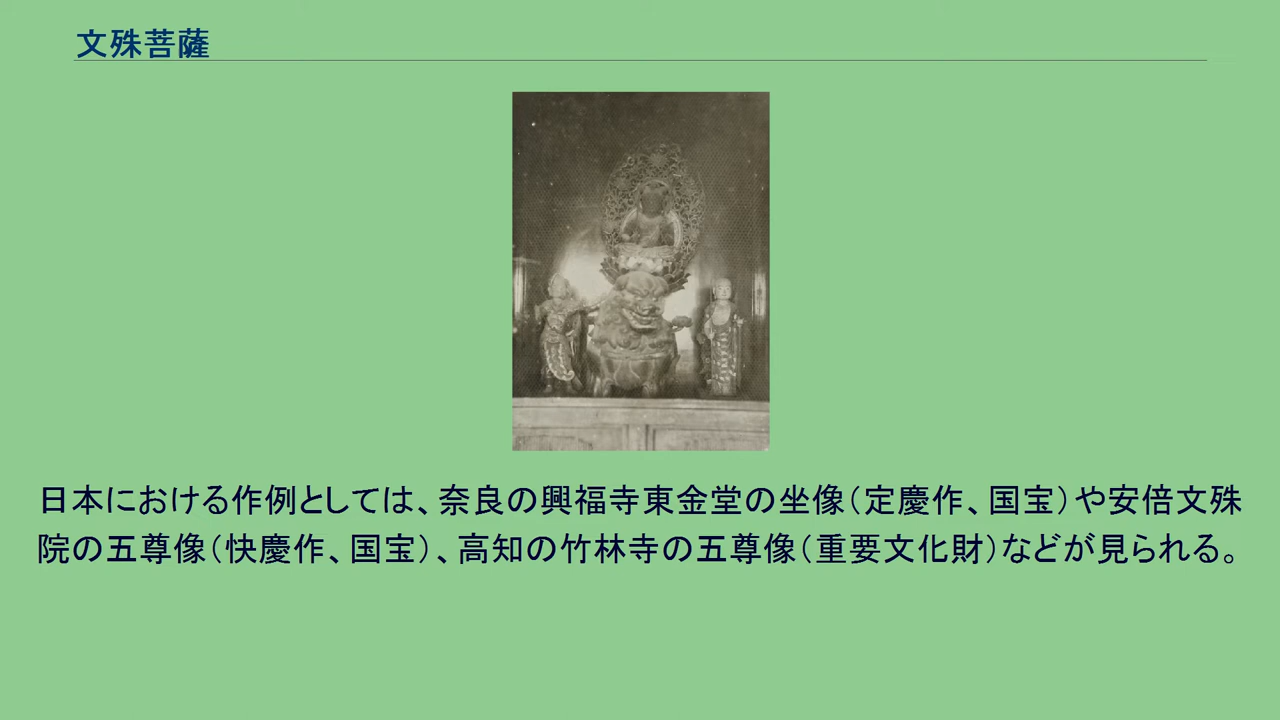 文殊菩薩
日本における作例としては、奈良の興福寺東金堂の坐像（定慶作、国宝）や安倍文殊
院の五尊像（快慶作、国宝）、高知の竹林寺の五尊像（重要文化財）などが見られる。